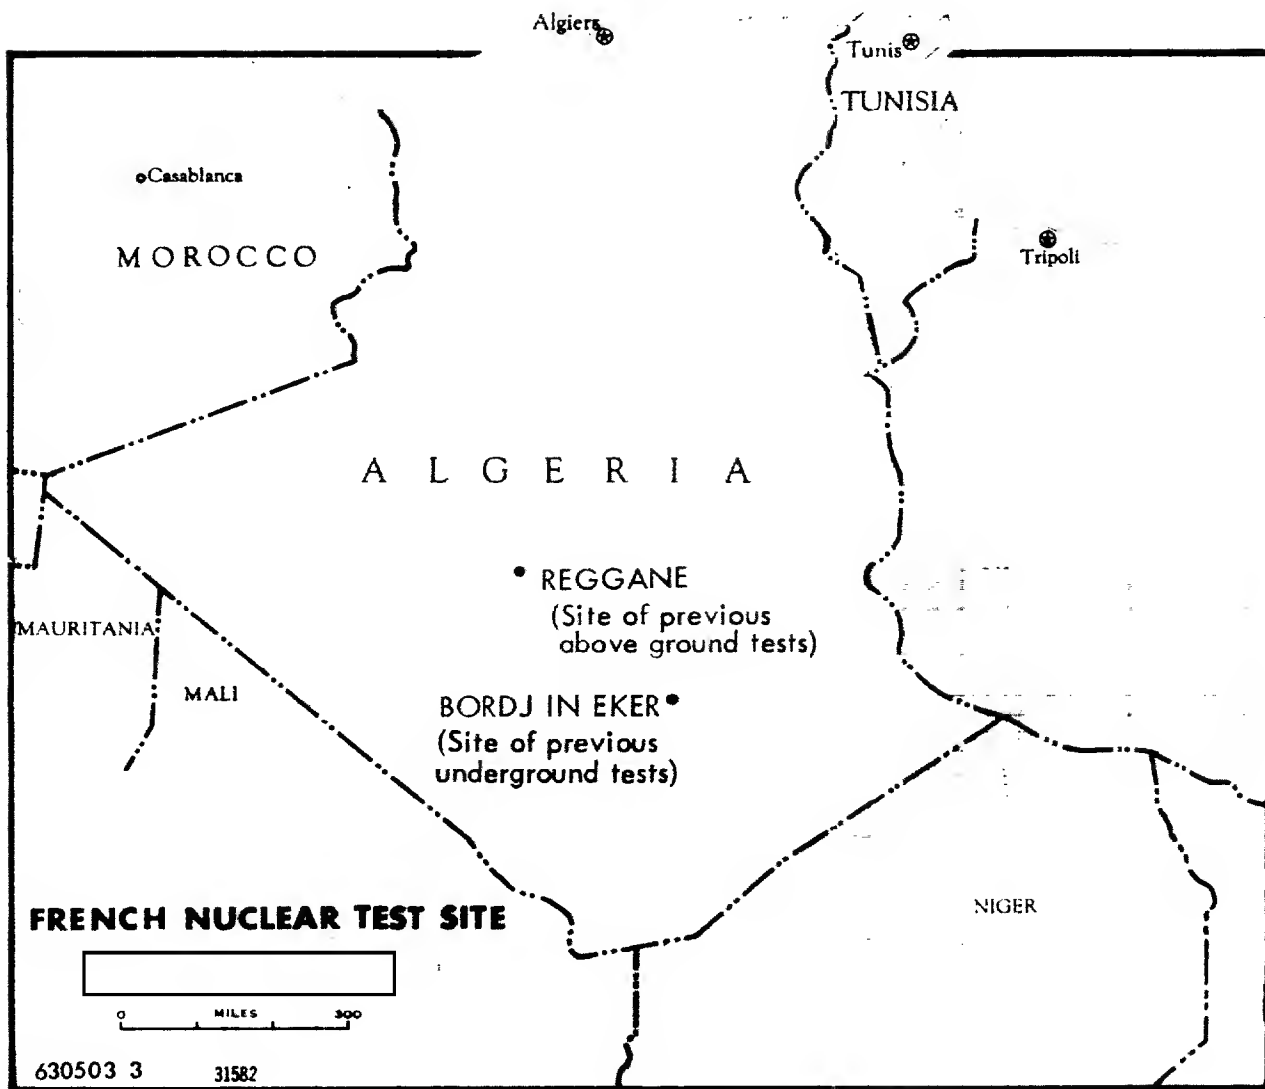 Algiers
Tunis
TUNISIA
Casablanca
MOROCCO
Tripoli
ALGERIA
REGGANE
(Site of previous
above ground tests)
MAURITANIA
MALI
BORDJ IN EKER
(Site of previous
underground tests)
NIGER
FRENCH NUCLEAR TEST SITE
0 MILES 300
630503 3 31582